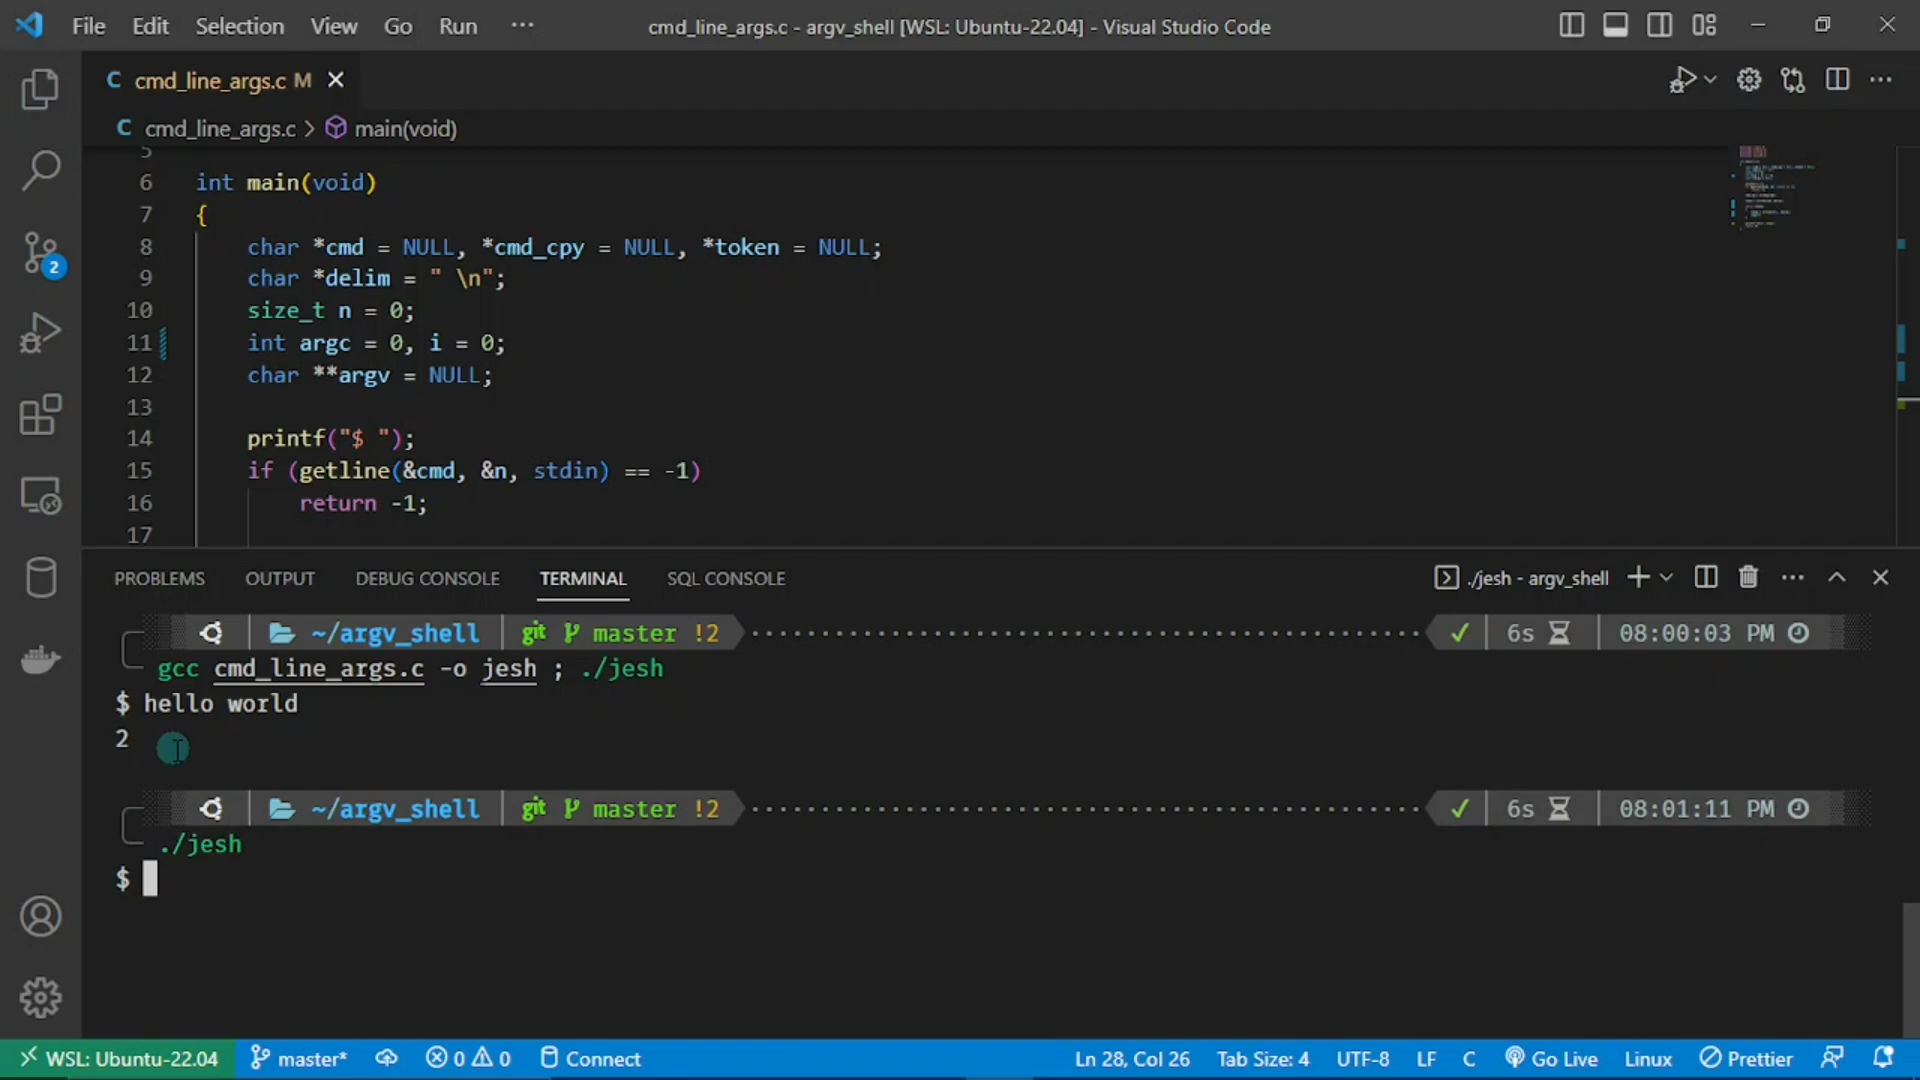 File Edit Selection View Go Run ··· cmd_line_args.c - argv_shell [WSL: Ubuntu-22.04] - Visual Studio Code
C cmd_line_args.c M
C cmd_line_args.c > main(void)
5
6 int main(void)
7 {
8 char *cmd = NULL, *cmd_cpy = NULL, *token = NULL;
9 char *delim = " \n";
10 size_t n = 0;
11 int argc = 0, i = 0;
12 char **argv = NULL;
13
14 printf("$ ");
15 if (getline(&cmd, &n, stdin) == -1)
16 return -1;
17
2
PROBLEMS OUTPUT DEBUG CONSOLE TERMINAL SQL CONSOLE ./jesh - argv_shell
~/argv_shell git master !2 ✓ 6s 08:00:03 PM
gcc cmd_line_args.c -o jesh ; ./jesh
$ hello world
2
~/argv_shell git master !2 ✓ 6s 08:01:11 PM
./jesh
$
WSL: Ubuntu-22.04 master* 0 0 Connect Ln 28, Col 26 Tab Size: 4 UTF-8 LF C Go Live Linux Prettier